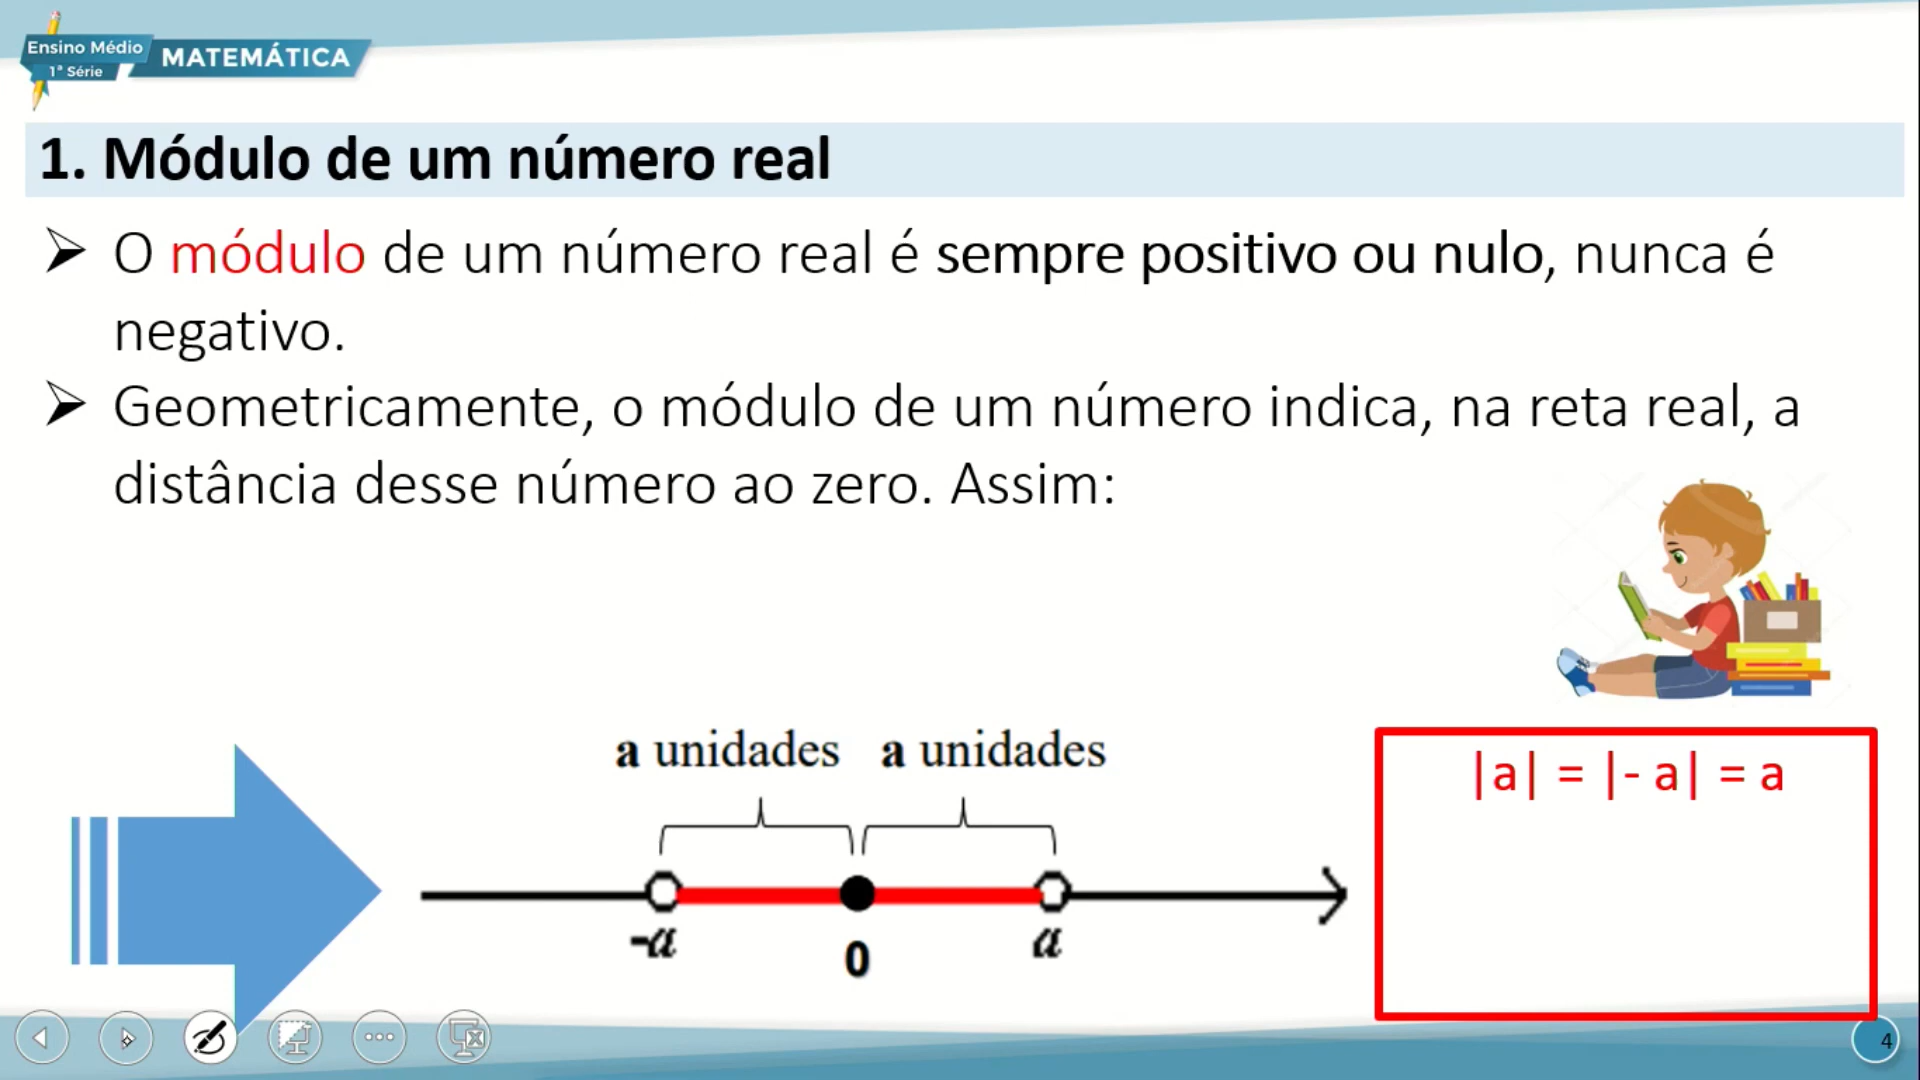 Ensino Médio
1ª Série
MATEMÁTICA
1. Módulo de um número real
➢ O módulo de um número real é sempre positivo ou nulo, nunca é
negativo.
➢ Geometricamente, o módulo de um número indica, na reta real, a
distância desse número ao zero. Assim:
a unidades a unidades
-a 0 a
|a| = |- a| = a
4